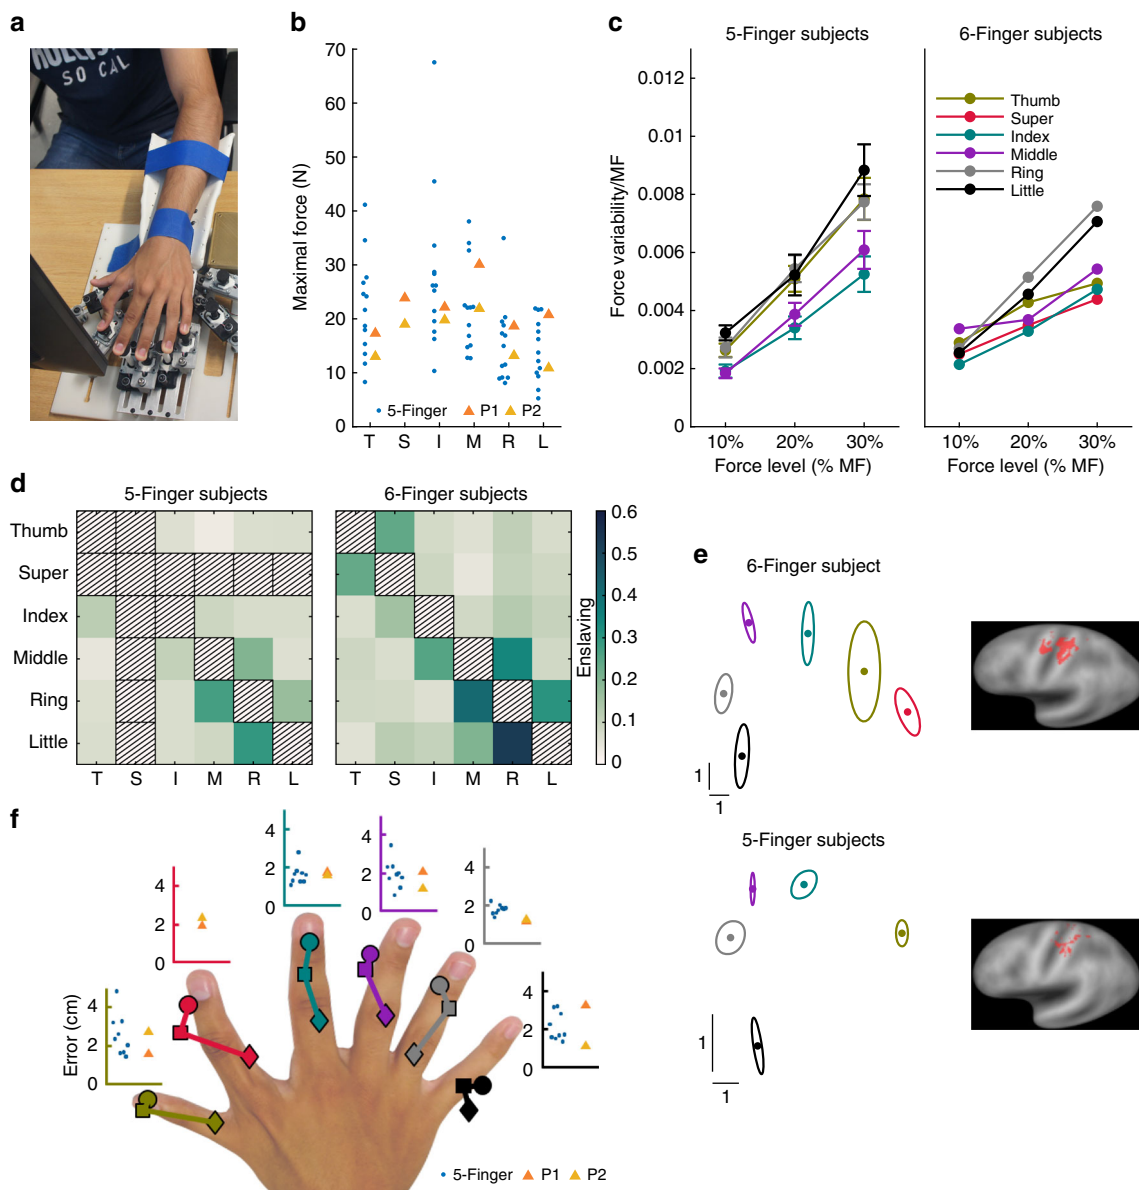 a
HOLLYS
SO CAL
b
Maximal force (N)
70
60
50
40
30
20
10
0
5-Finger P1 P2
T S I M R L
c
5-Finger subjects
6-Finger subjects
Force variability/MF
0.012
0.01
0.008
0.006
0.004
0.002
0
10% 20% 30%
Force level (% MF)
Thumb
Super
Index
Middle
Ring
Little
10% 20% 30%
Force level (% MF)
d
5-Finger subjects
6-Finger subjects
Thumb
Super
Index
Middle
Ring
Little
T S I M R L
T S I M R L
Enslaving
0.6
0.5
0.4
0.3
0.2
0.1
0
e
6-Finger subject
1
1
5-Finger subjects
1
1
f
Error (cm)
4
2
0
4
2
0
4
2
0
4
2
0
4
2
0
4
2
0
5-Finger P1 P2